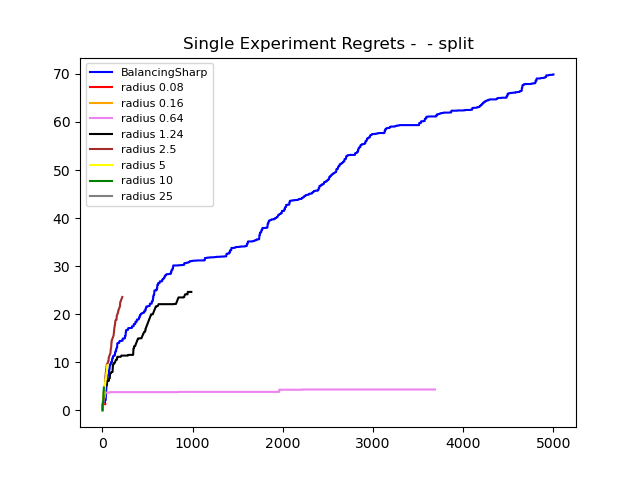 Single Experiment Regrets -  - split
BalancingSharp
radius 0.08
radius 0.16
radius 0.64
radius 1.24
radius 2.5
radius 5
radius 10
radius 25
70
60
50
40
30
20
10
0
0 1000 2000 3000 4000 5000